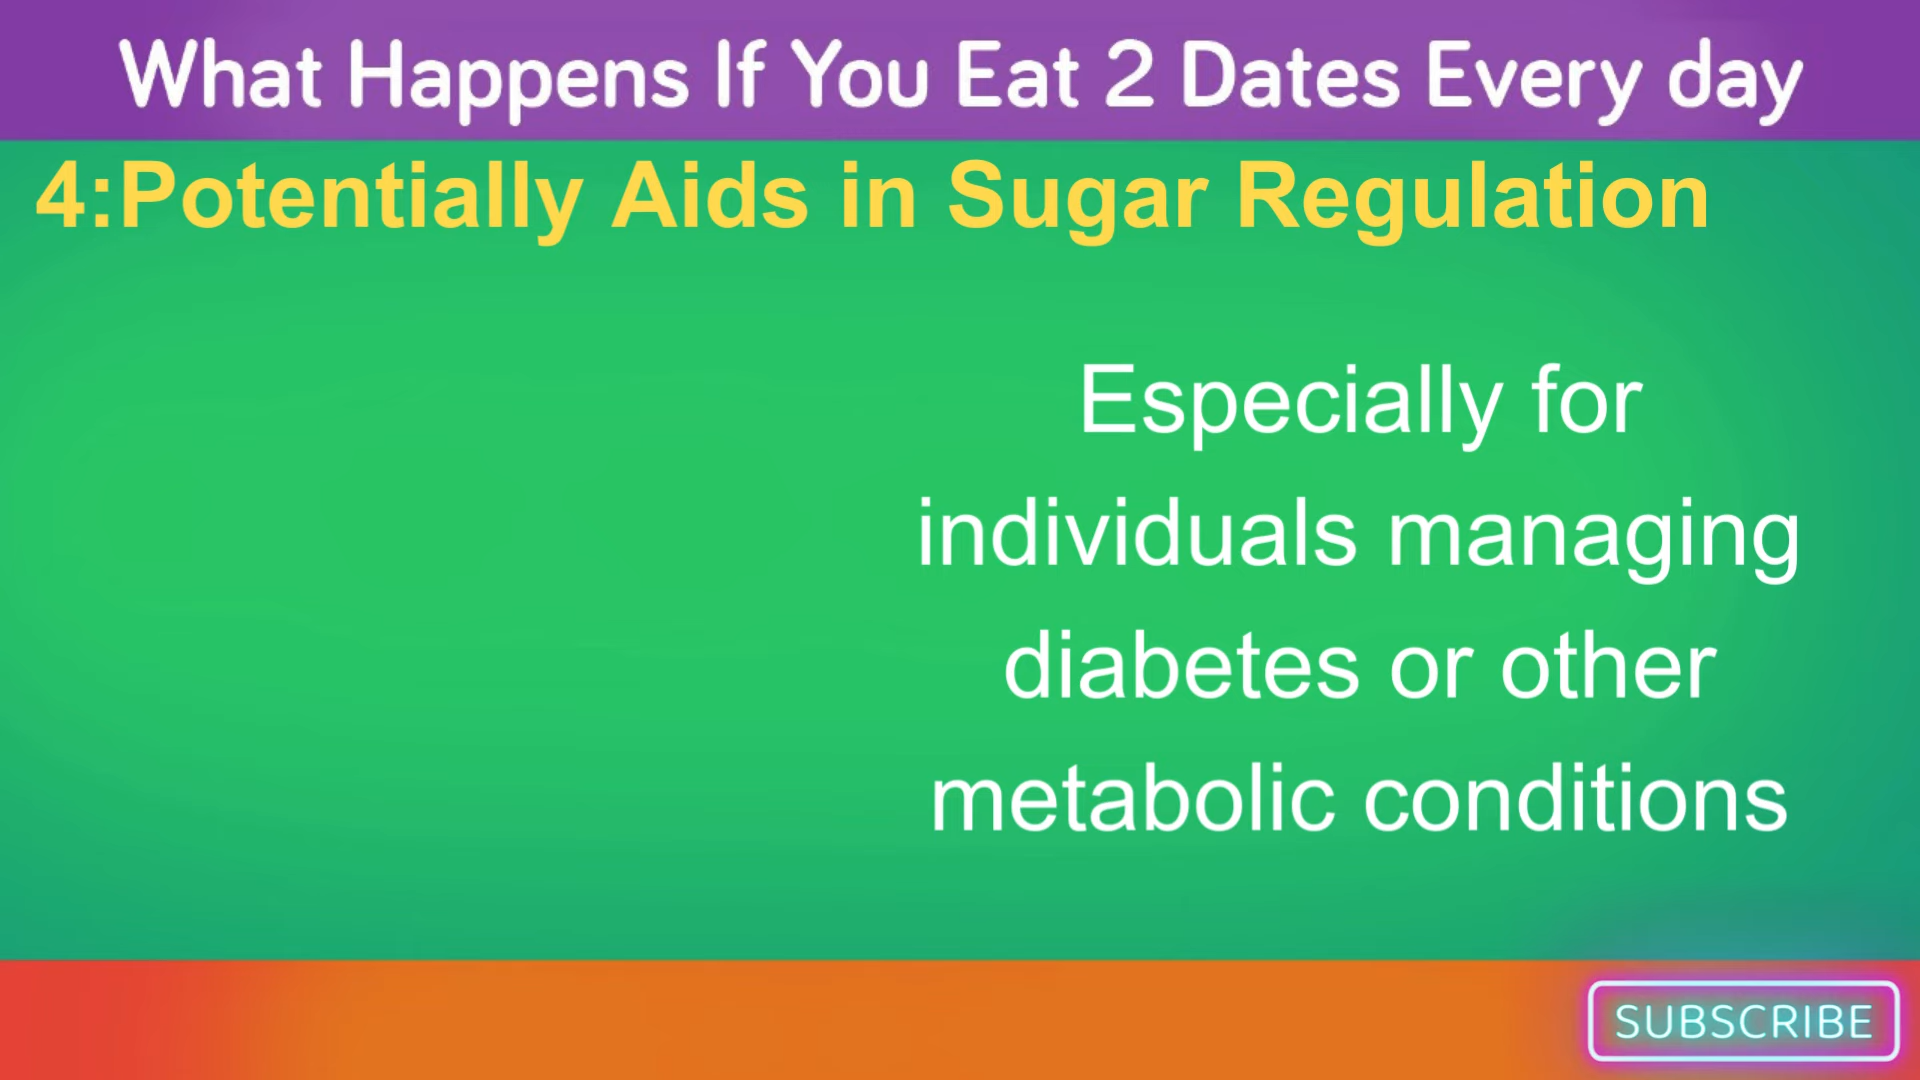 What Happens If You Eat 2 Dates Every day
4:Potentially Aids in Sugar Regulation
Especially for
individuals managing
diabetes or other
metabolic conditions
SUBSCRIBE